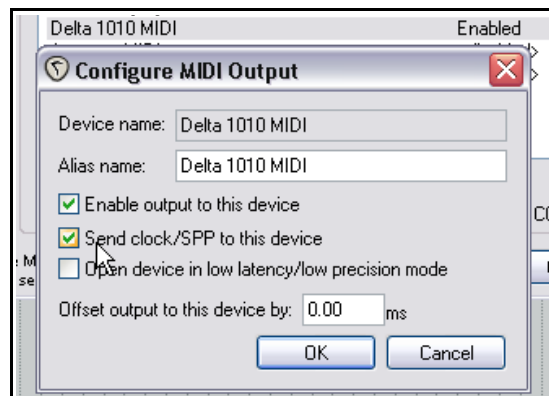 Delta 1010 MIDI Enabled
Configure MIDI Output
Device name: Delta 1010 MIDI
Alias name: Delta 1010 MIDI
Enable output to this device
Send clock/SPP to this device
Open device in low latency/low precision mode
Offset output to this device by: 0.00 ms
OK Cancel